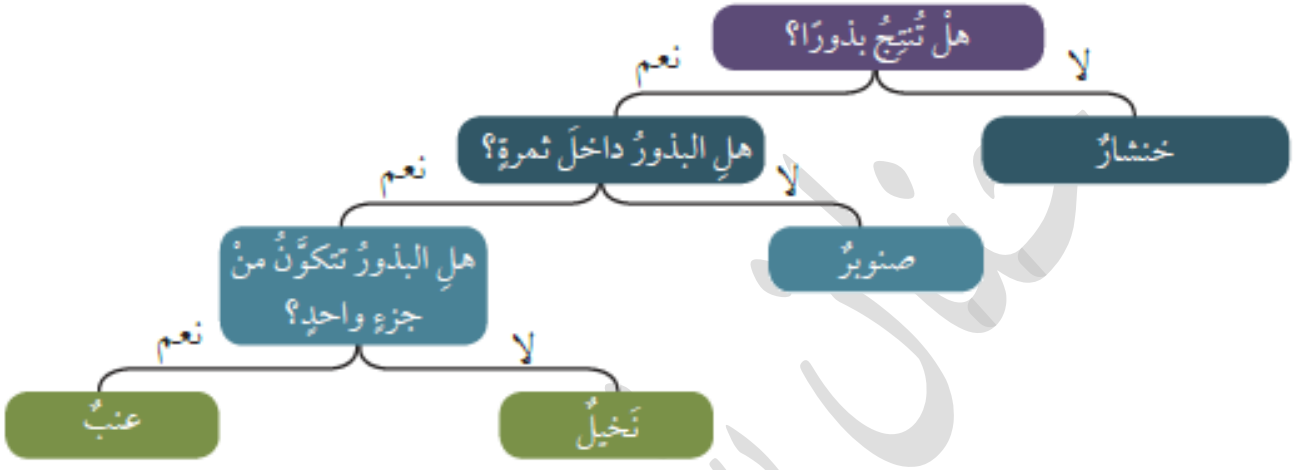 هلْ تُنتِجُ بذورًا؟
نعم
لا
هلِ البذورُ داخلَ ثمرةٍ؟
خنشارٌ
نعم
لا
هلِ البذورُ تتكوَّنُ منْ
جزءٍ واحدٍ؟
صنوبرٌ
نعم
لا
عنبٌ
نَخيلٌ